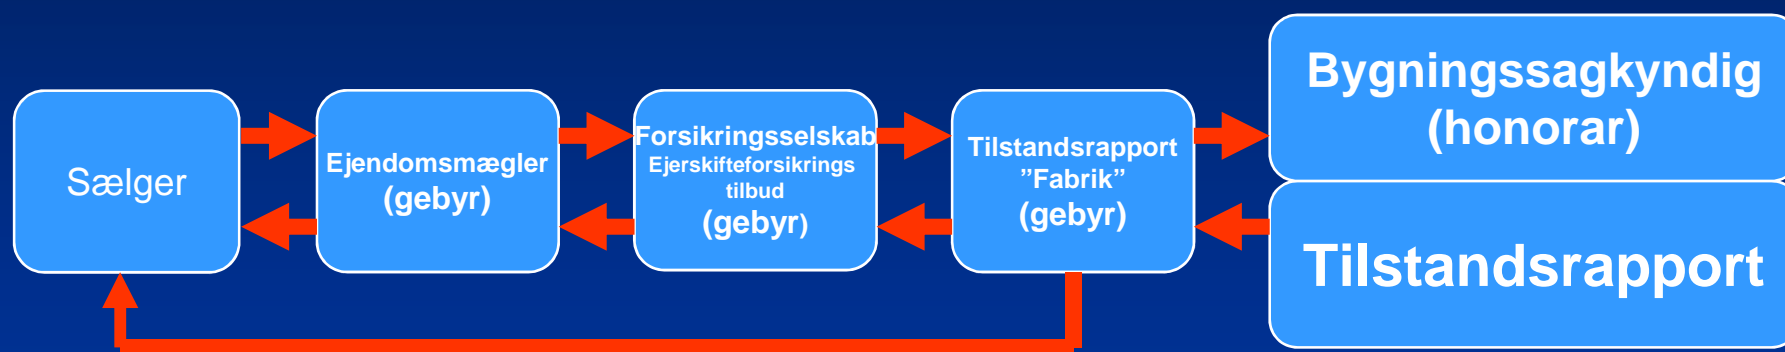 Sælger
Ejendomsmægler
(gebyr)
Forsikringsselskab
Ejerskifteforsikrings
tilbud
(gebyr)
Tilstandsrapport
”Fabrik”
(gebyr)
Bygningssagkyndig
(honorar)
Tilstandsrapport